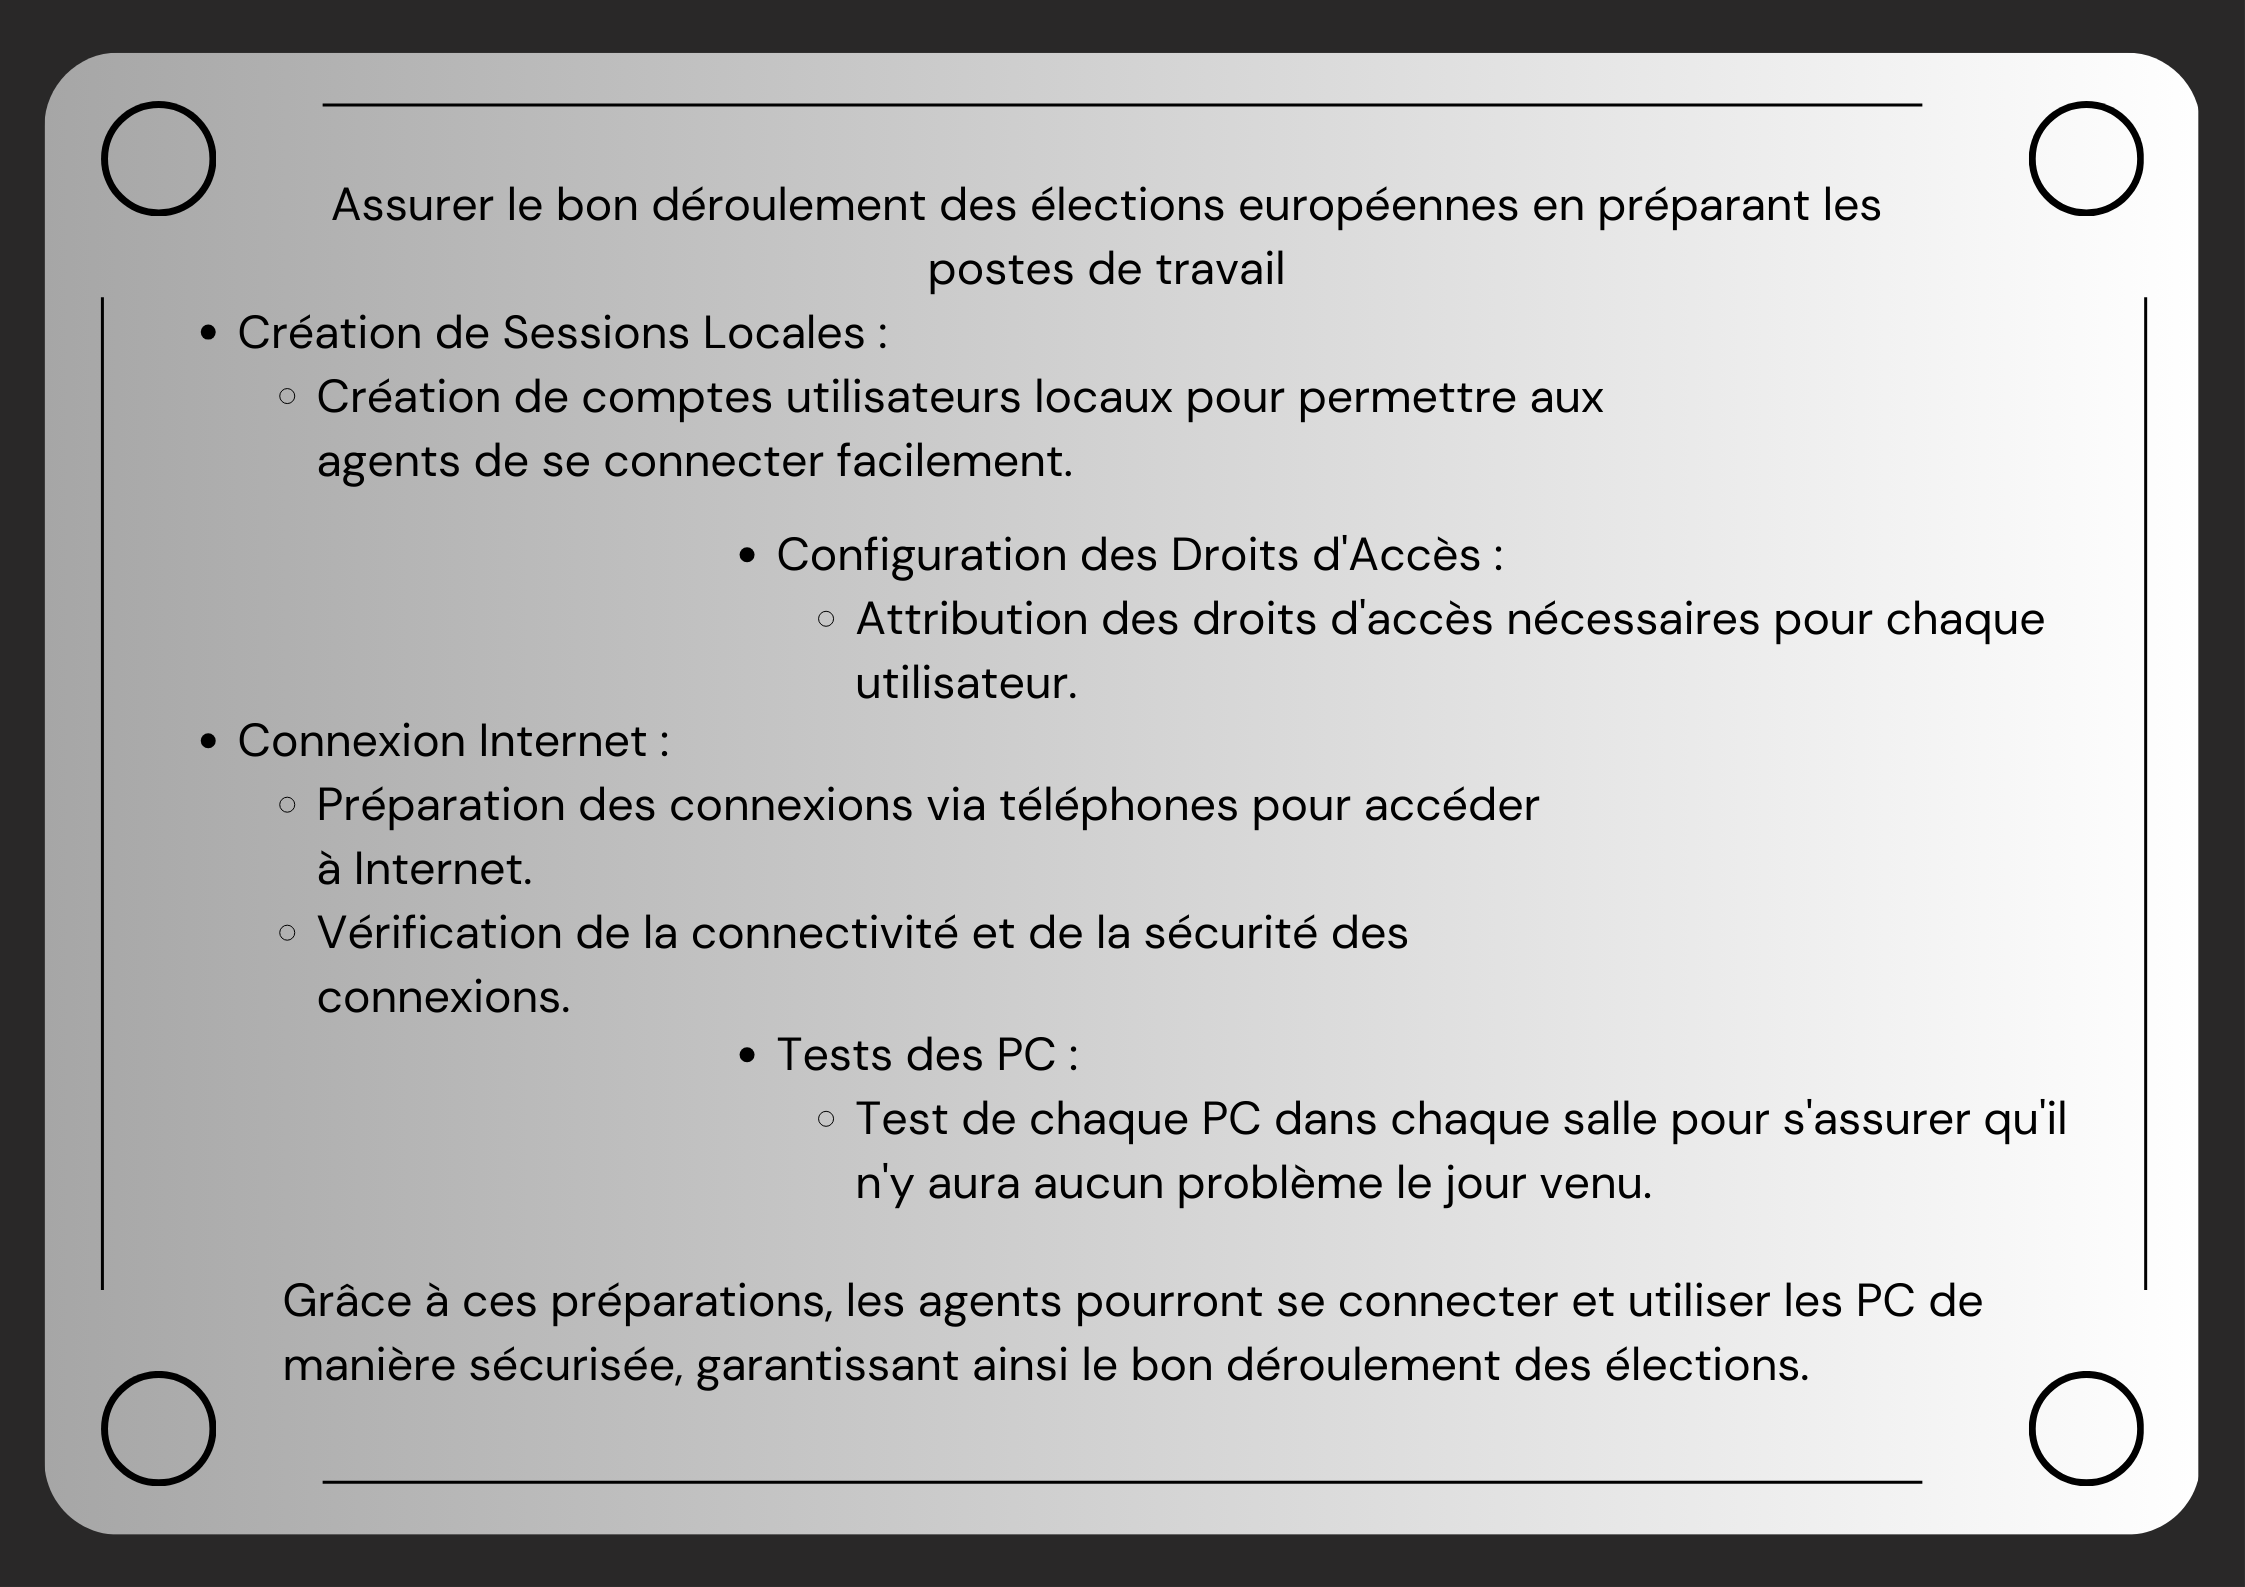 Assurer le bon déroulement des élections européennes en préparant les
postes de travail
• Création de Sessions Locales :
○ Création de comptes utilisateurs locaux pour permettre aux
agents de se connecter facilement.
• Configuration des Droits d'Accès :
○ Attribution des droits d'accès nécessaires pour chaque
utilisateur.
• Connexion Internet :
○ Préparation des connexions via téléphones pour accéder
à Internet.
○ Vérification de la connectivité et de la sécurité des
connexions.
• Tests des PC :
○ Test de chaque PC dans chaque salle pour s'assurer qu'il
n'y aura aucun problème le jour venu.
Grâce à ces préparations, les agents pourront se connecter et utiliser les PC de
manière sécurisée, garantissant ainsi le bon déroulement des élections.